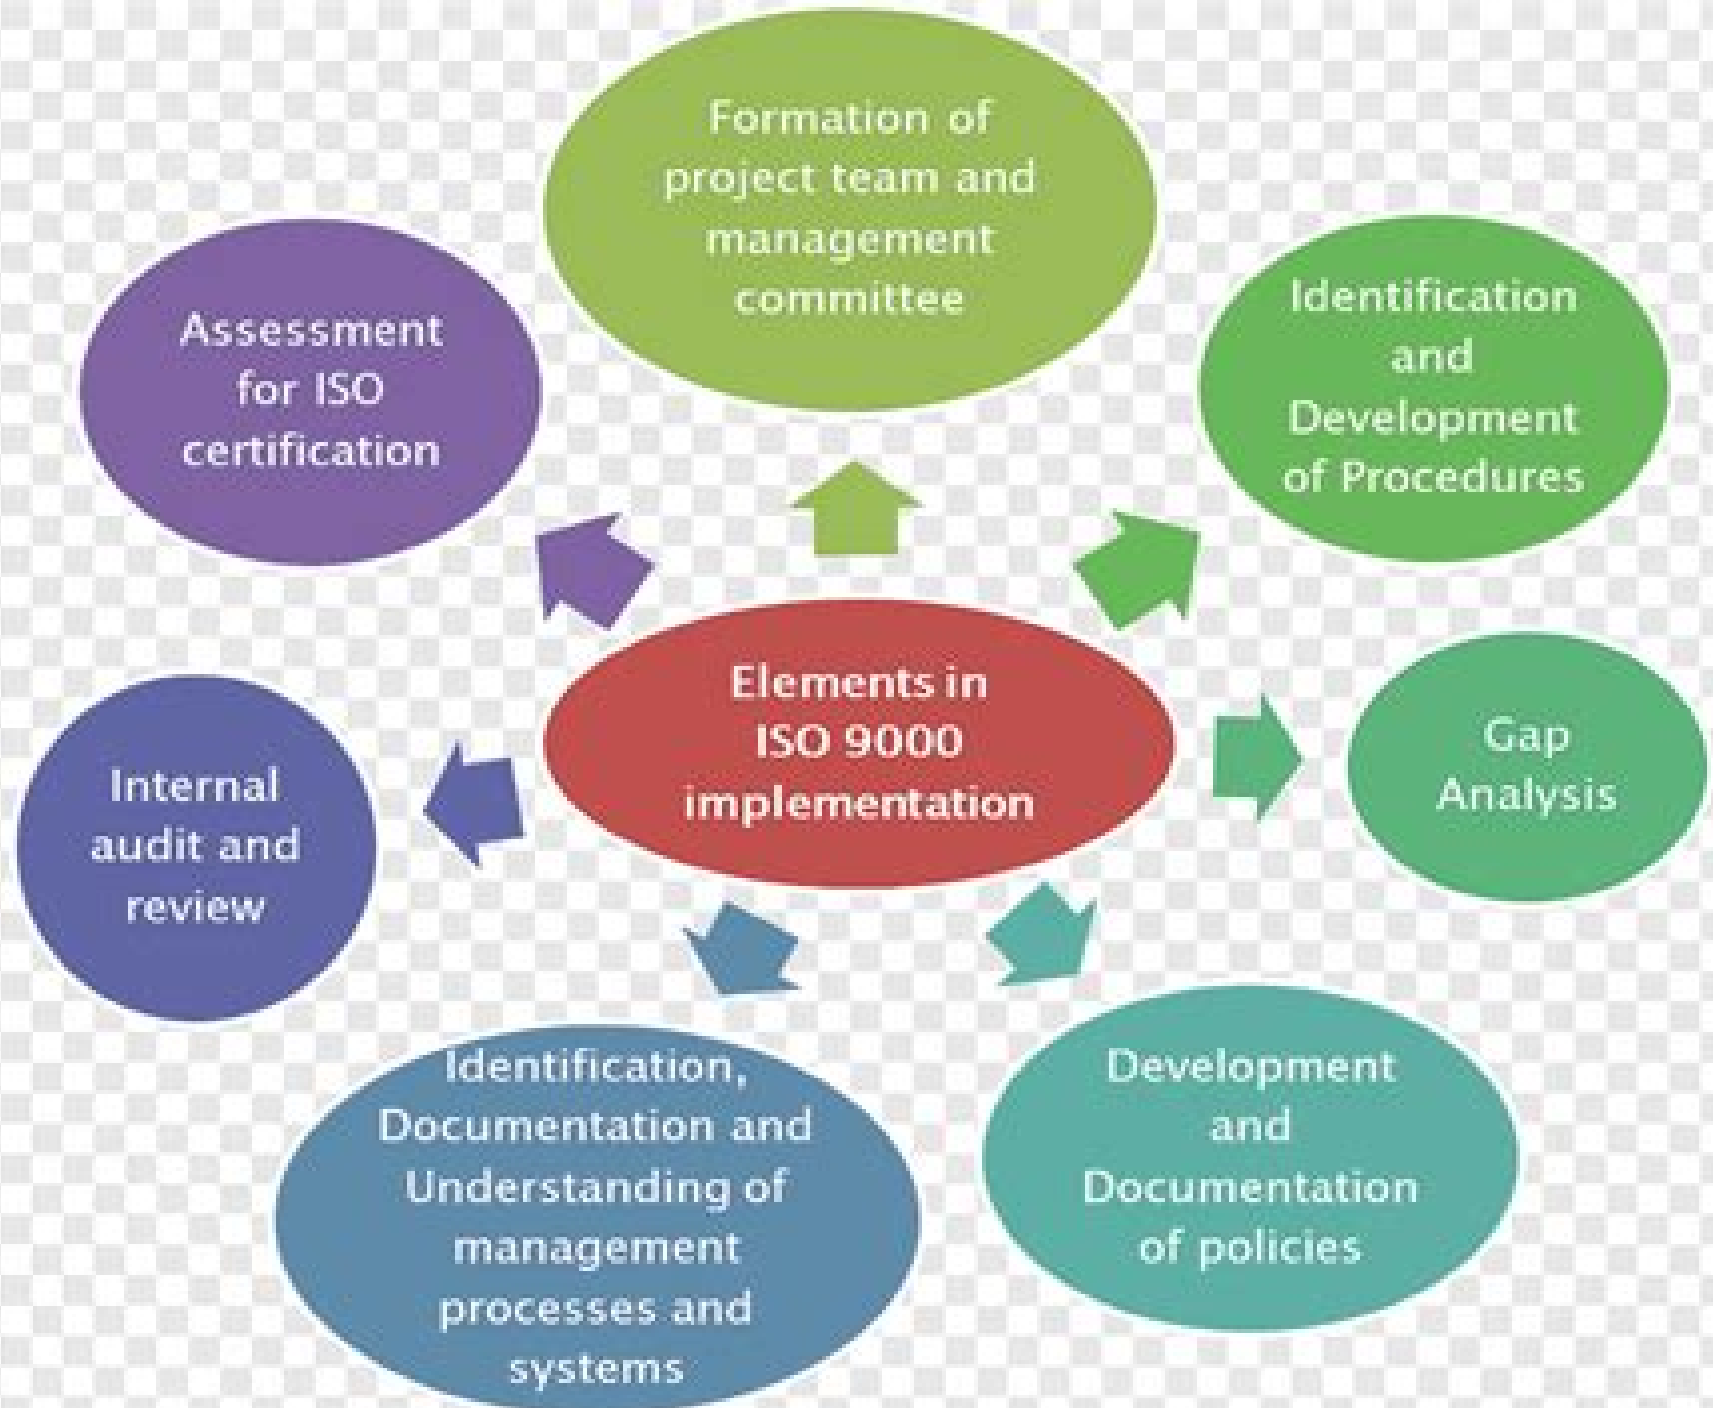 Formation of
project team and
management
committee
Identification
and
Development
of Procedures
Gap
Analysis
Development
and
Documentation
of policies
Identification,
Documentation and
Understanding of
management
processes and
systems
Internal
audit and
review
Assessment
for ISO
certification
Elements in
ISO 9000
implementation